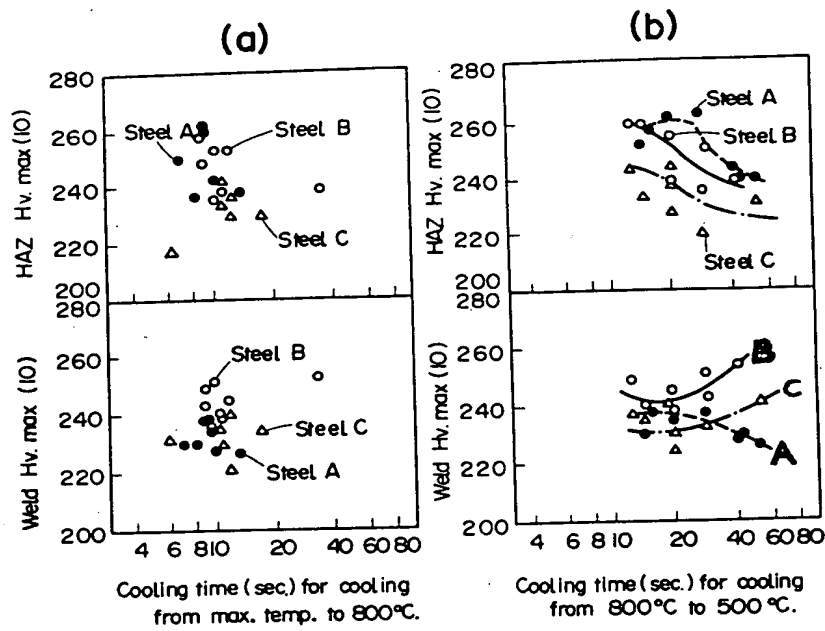 (a)
(b)
HAZ Hv. max (10)
280
260
240
220
200
Steel A
Steel B
Steel C
HAZ Hv. max (10)
280
260
240
220
200
Steel A
Steel B
Steel C
Weld Hv. max (10)
260
240
220
200
Steel B
Steel C
Steel A
4 6 8 10 20 40 60 80
Cooling time (sec.) for cooling
from max. temp. to 800°C.
Weld Hv. max (10)
260
240
220
200
B
C
A
4 6 8 10 20 40 60 80
Cooling time (sec.) for cooling
from 800°C to 500°C.